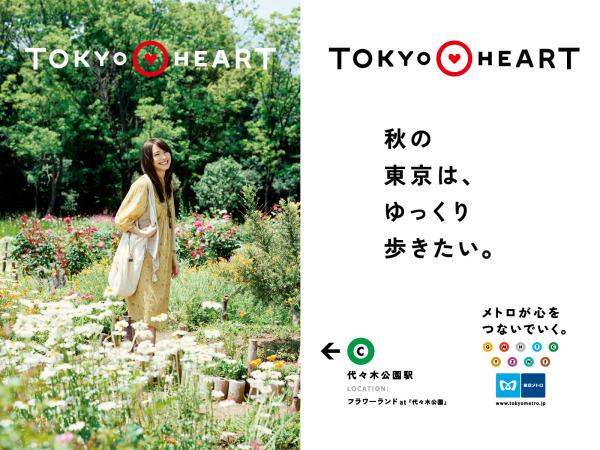 TOKYO HEART
TOKYO HEART
秋の
東京は、
ゆっくり
歩きたい。
メトロが心を
つないでいく。
G M H U C
Y T N Z
C
代々木公園駅
LOCATION:
フラワーランド at 「代々木公園」
東京メトロ
www.tokyometro.jp